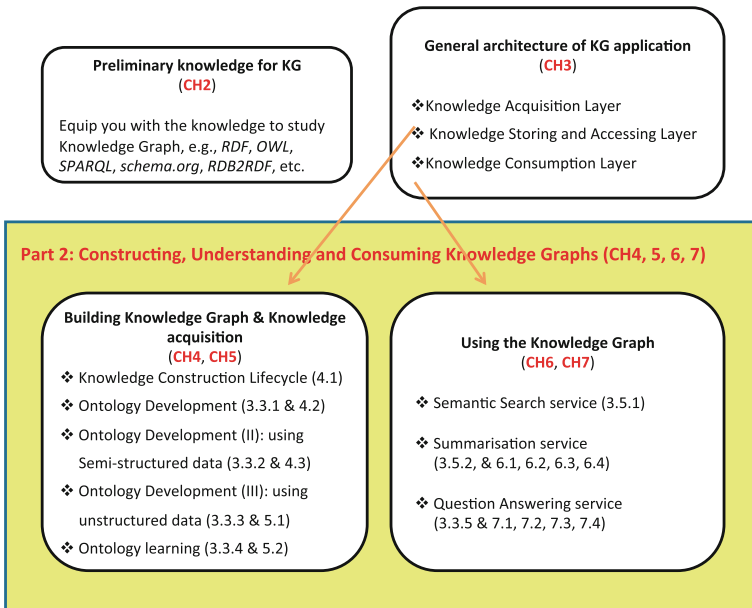 Preliminary knowledge for KG
(CH2)
Equip you with the knowledge to study
Knowledge Graph, e.g., RDF, OWL,
SPARQL, schema.org, RDB2RDF, etc.
General architecture of KG application
(CH3)
❖Knowledge Acquisition Layer
❖ Knowledge Storing and Accessing Layer
❖Knowledge Consumption Layer
Part 2: Constructing, Understanding and Consuming Knowledge Graphs (CH4, 5, 6, 7)
Building Knowledge Graph & Knowledge
acquisition
(CH4, CH5)
❖ Knowledge Construction Lifecycle (4.1)
❖ Ontology Development (3.3.1 & 4.2)
❖ Ontology Development (II): using
Semi-structured data (3.3.2 & 4.3)
❖ Ontology Development (III): using
unstructured data (3.3.3 & 5.1)
❖ Ontology learning (3.3.4 & 5.2)
Using the Knowledge Graph
(CH6, CH7)
❖ Semantic Search service (3.5.1)
❖ Summarisation service
(3.5.2, & 6.1, 6.2, 6.3, 6.4)
❖ Question Answering service
(3.3.5 & 7.1, 7.2, 7.3, 7.4)